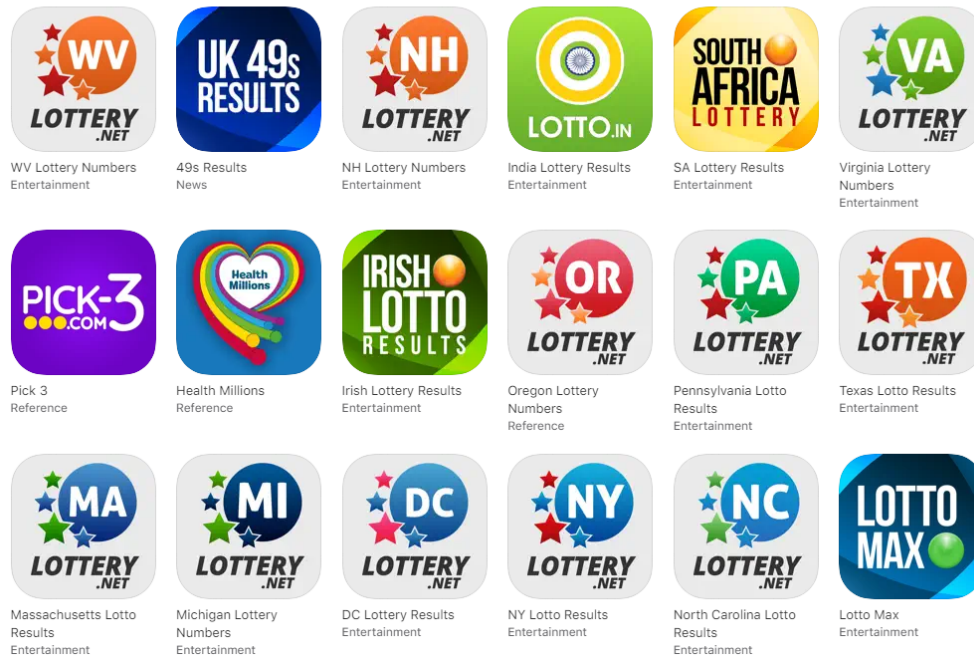 WV
LOTTERY
.NET
WV Lottery Numbers
Entertainment
UK 49s
RESULTS
49s Results
News
NH
LOTTERY
.NET
NH Lottery Numbers
Entertainment
LOTTO.IN
India Lottery Results
Entertainment
SOUTH
AFRICA
LOTTERY
SA Lottery Results
Entertainment
VA
LOTTERY
.NET
Virginia Lottery
Numbers
Entertainment
PICK-3
.COM
Pick 3
Reference
Health
Millions
Health Millions
Reference
IRISH
LOTTO
RESULTS
Irish Lottery Results
Entertainment
OR
LOTTERY
.NET
Oregon Lottery
Numbers
Reference
PA
LOTTERY
.NET
Pennsylvania Lotto
Results
Entertainment
TX
LOTTERY
.NET
Texas Lotto Results
Entertainment
MA
LOTTERY
.NET
Massachusetts Lotto
Results
Entertainment
MI
LOTTERY
.NET
Michigan Lottery
Numbers
Entertainment
DC
LOTTERY
.NET
DC Lottery Results
Entertainment
NY
LOTTERY
.NET
NY Lotto Results
Entertainment
NC
LOTTERY
.NET
North Carolina Lotto
Results
Entertainment
LOTTO
MAX
Lotto Max
Entertainment